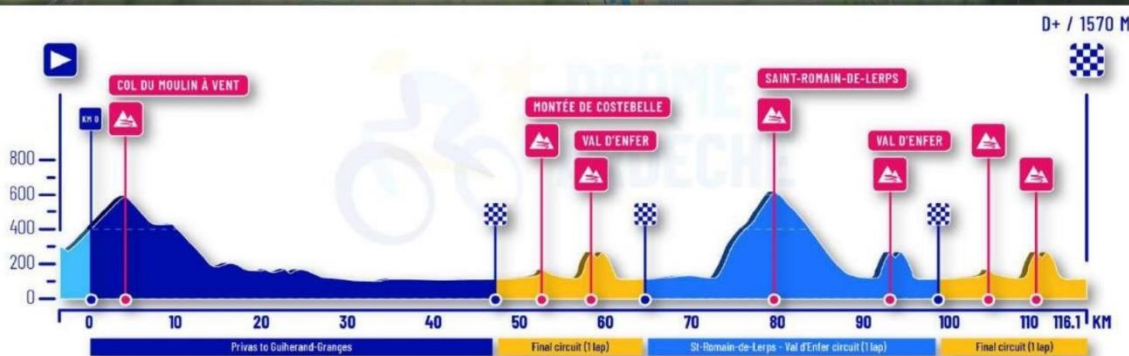 D+ / 1570 M
COL DU MOULIN À VENT
SAINT-ROMAIN-DE-LERPS
MONTÉE DE COSTEBELLE
KM 0
VAL D'ENFER
VAL D'ENFER
DRÔME
ARDÈCHE
800
600
400
200
0
0 10 20 30 40 50 60 70 80 90 100 110 116.1 KM
Privas to Guiherand-Granges
Final circuit (1 lap)
St-Romain-de-Lerps - Val d'Enfer circuit (1 lap)
Final circuit (1 lap)